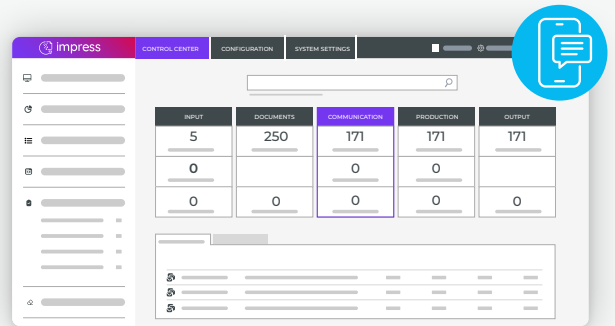 impress
CONTROL CENTER CONFIGURATION SYSTEM SETTINGS
INPUT DOCUMENTS COMMUNICATION PRODUCTION OUTPUT
5 250 171 171 171
0 0 0
0 0 0 0 0